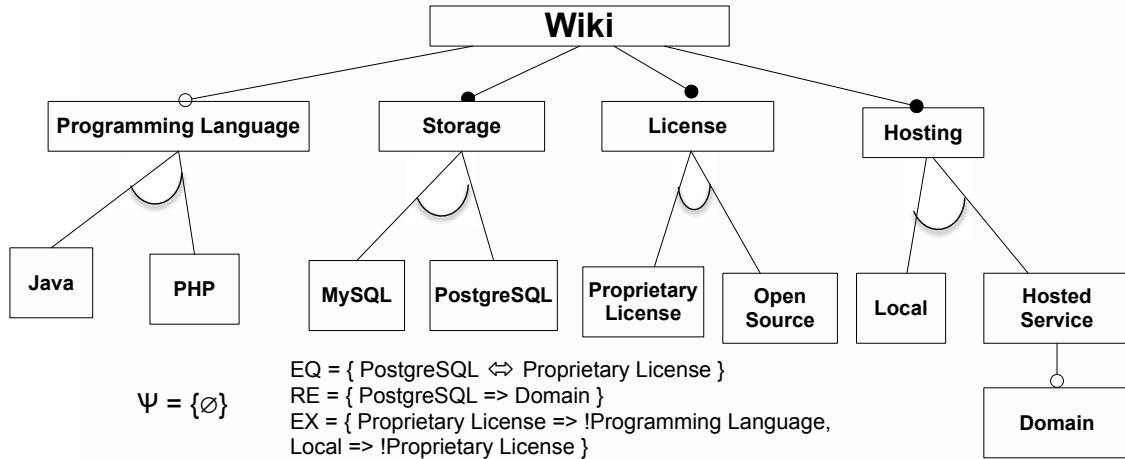 Wiki
Programming Language
Storage
License
Hosting
Java
PHP
MySQL
PostgreSQL
Proprietary
License
Open
Source
Local
Hosted
Service
Domain
Ψ = {∅}
EQ = { PostgreSQL ⇔ Proprietary License }
RE = { PostgreSQL => Domain }
EX = { Proprietary License => !Programming Language,
Local => !Proprietary License }